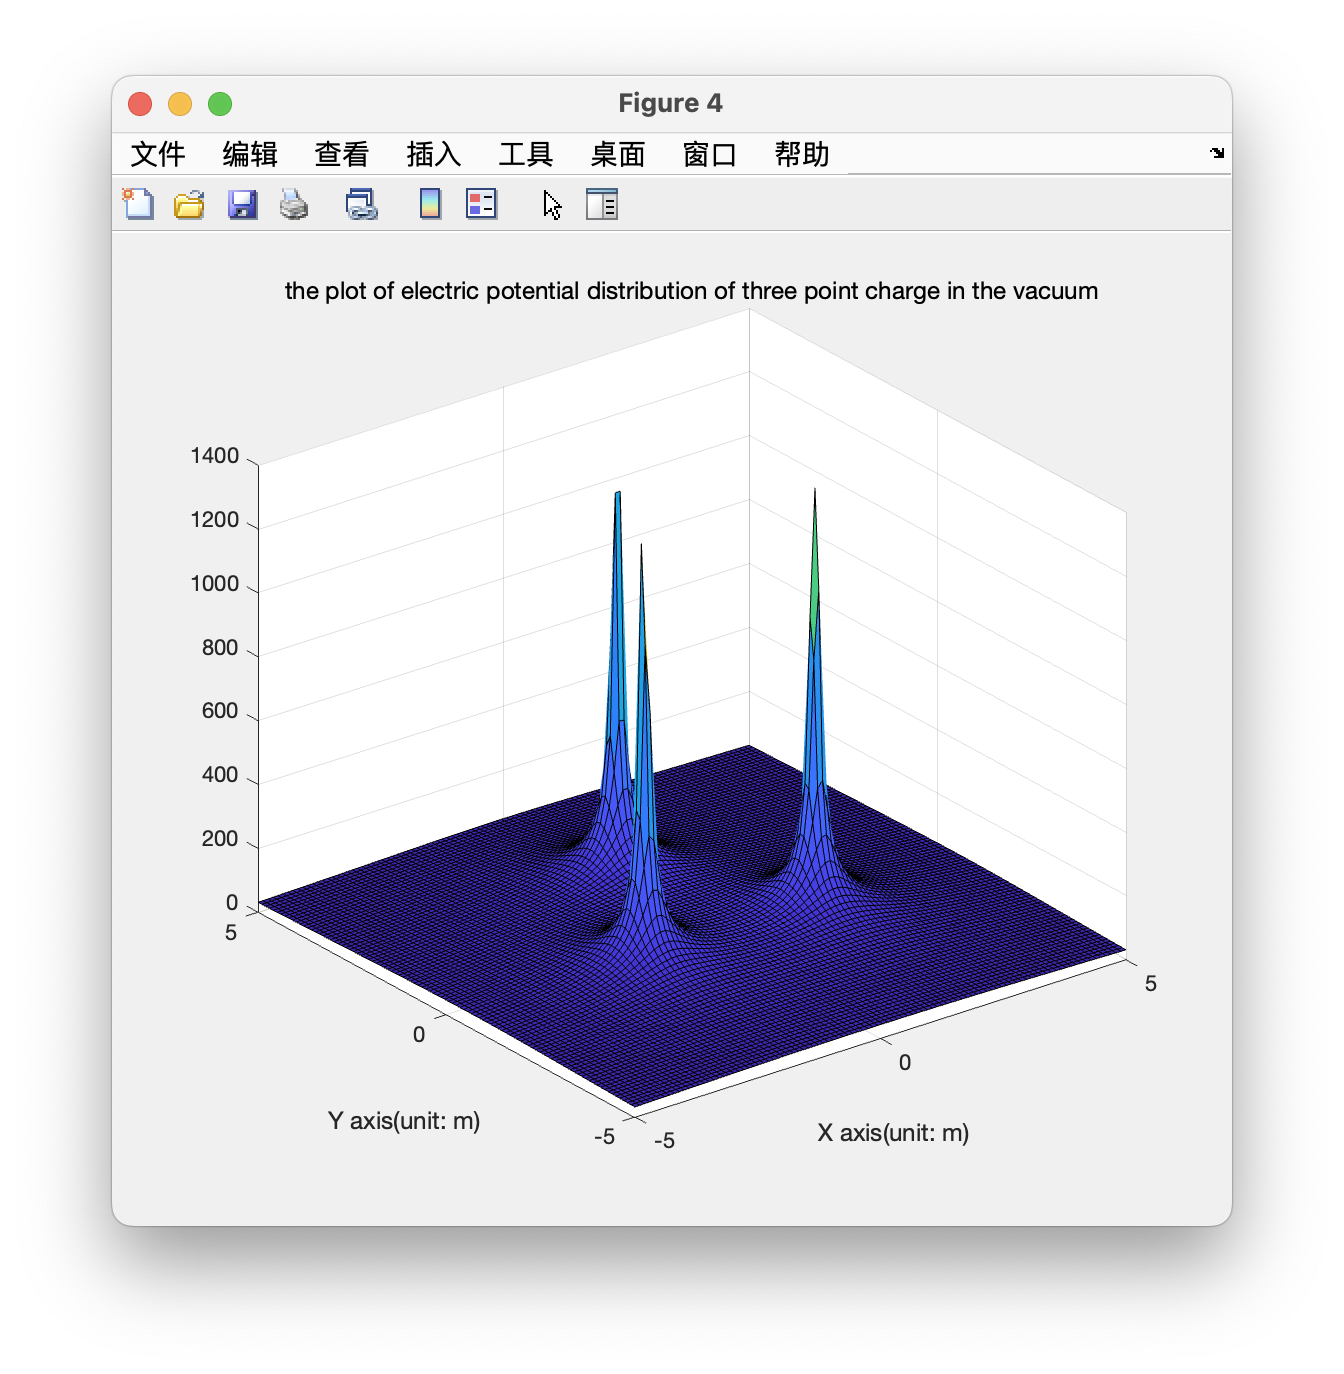 Figure 4
文件 编辑 查看 插入 工具 桌面 窗口 帮助
the plot of electric potential distribution of three point charge in the vacuum
1400
1200
1000
800
600
400
200
0
5
0
-5
-5
0
5
Y axis(unit: m)
X axis(unit: m)